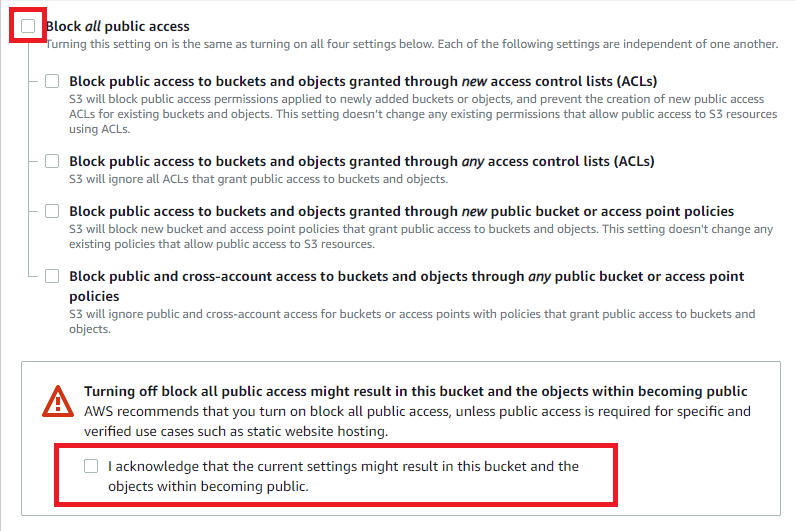 Block all public access
Turning this setting on is the same as turning on all four settings below. Each of the following settings are independent of one another.
Block public access to buckets and objects granted through new access control lists (ACLs)
S3 will block public access permissions applied to newly added buckets or objects, and prevent the creation of new public access
ACLs for existing buckets and objects. This setting doesn't change any existing permissions that allow public access to S3 resources
using ACLs.
Block public access to buckets and objects granted through any access control lists (ACLs)
S3 will ignore all ACLs that grant public access to buckets and objects.
Block public access to buckets and objects granted through new public bucket or access point policies
S3 will block new bucket and access point policies that grant public access to buckets and objects. This setting doesn't change any
existing policies that allow public access to S3 resources.
Block public and cross-account access to buckets and objects through any public bucket or access point
policies
S3 will ignore public and cross-account access for buckets or access points with policies that grant public access to buckets and
objects.
Turning off block all public access might result in this bucket and the objects within becoming public
AWS recommends that you turn on block all public access, unless public access is required for specific and
verified use cases such as static website hosting.
I acknowledge that the current settings might result in this bucket and the
objects within becoming public.